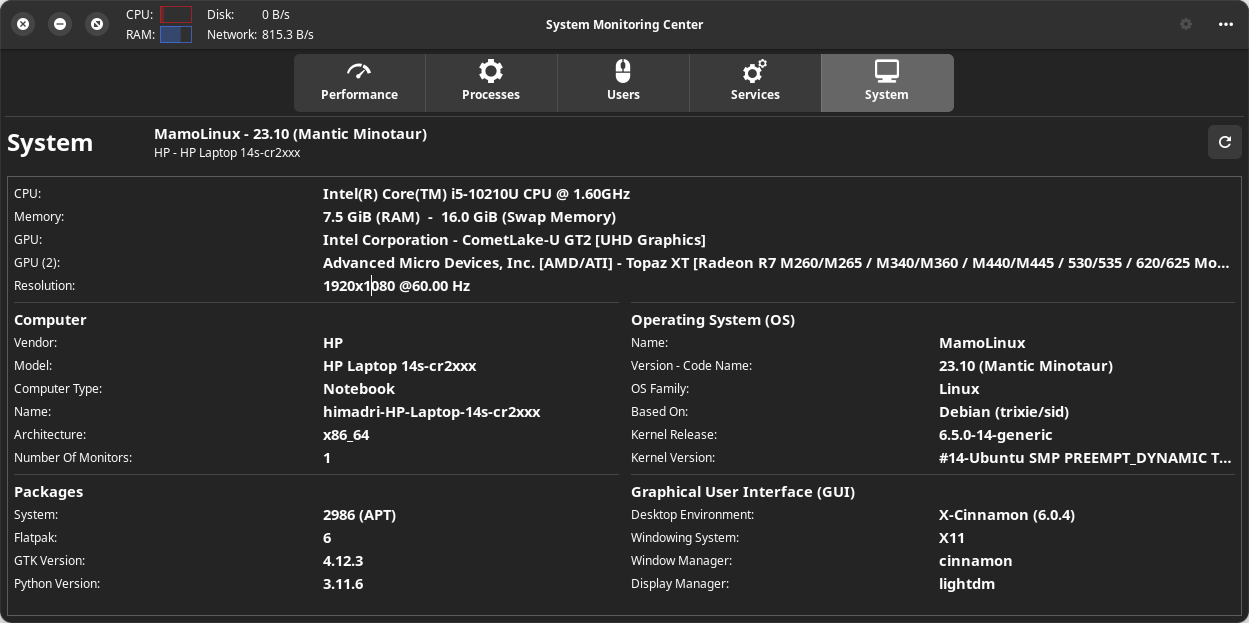 CPU: Disk: 0 B/s
RAM: Network: 815.3 B/s
System Monitoring Center
Performance Processes Users Services System
System
MamoLinux - 23.10 (Mantic Minotaur)
HP - HP Laptop 14s-cr2xxx
CPU: Intel(R) Core(TM) i5-10210U CPU @ 1.60GHz
Memory: 7.5 GiB (RAM) - 16.0 GiB (Swap Memory)
GPU: Intel Corporation - CometLake-U GT2 [UHD Graphics]
GPU (2): Advanced Micro Devices, Inc. [AMD/ATI] - Topaz XT [Radeon R7 M260/M265 / M340/M360 / M440/M445 / 530/535 / 620/625 Mo...
Resolution: 1920x1080 @60.00 Hz
Computer
Vendor: HP
Model: HP Laptop 14s-cr2xxx
Computer Type: Notebook
Name: himadri-HP-Laptop-14s-cr2xxx
Architecture: x86_64
Number Of Monitors: 1
Operating System (OS)
Name: MamoLinux
Version - Code Name: 23.10 (Mantic Minotaur)
OS Family: Linux
Based On: Debian (trixie/sid)
Kernel Release: 6.5.0-14-generic
Kernel Version: #14-Ubuntu SMP PREEMPT_DYNAMIC T...
Packages
System: 2986 (APT)
Flatpak: 6
GTK Version: 4.12.3
Python Version: 3.11.6
Graphical User Interface (GUI)
Desktop Environment: X-Cinnamon (6.0.4)
Windowing System: X11
Window Manager: cinnamon
Display Manager: lightdm